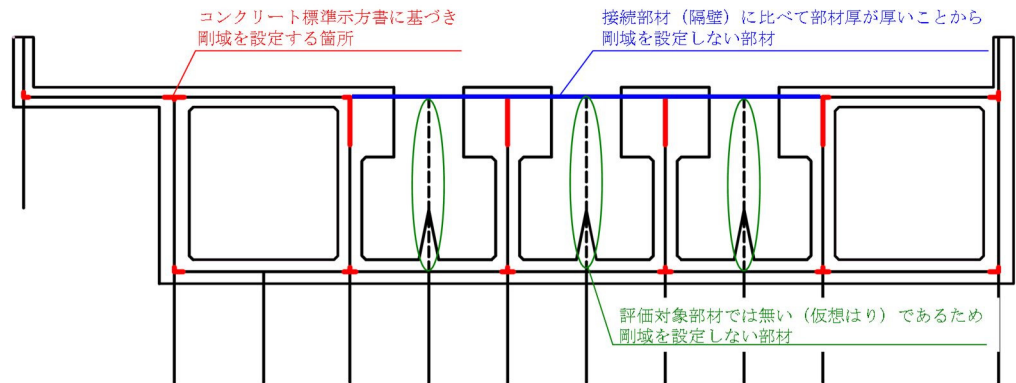 コンクリート標準示方書に基づき
剛域を設定する箇所
接続部材（隔壁）に比べて部材厚が厚いことから
剛域を設定しない部材
評価対象部材では無い（仮想はり）であるため
剛域を設定しない部材